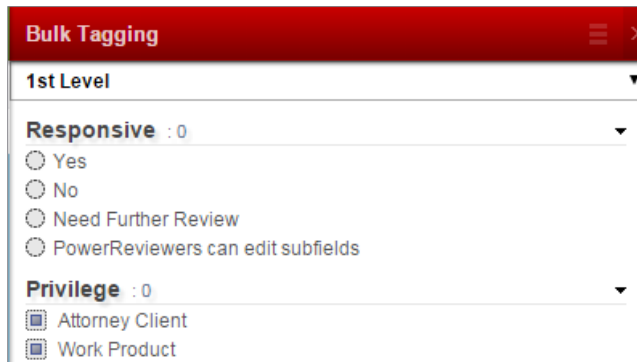 Bulk Tagging
1st Level
Responsive : 0
Yes
No
Need Further Review
PowerReviewers can edit subfields
Privilege : 0
Attorney Client
Work Product